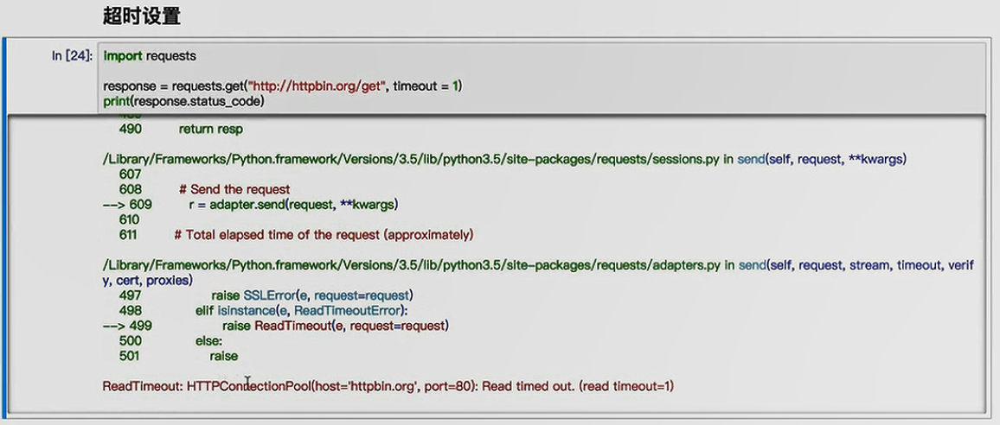 超时设置
In [24]:
import requests
response = requests.get("http://httpbin.org/get", timeout = 1)
print(response.status_code)
490 return resp
/Library/Frameworks/Python.framework/Versions/3.5/lib/python3.5/site-packages/requests/sessions.py in send(self, request, **kwargs)
607
608 # Send the request
--> 609 r = adapter.send(request, **kwargs)
610
611 # Total elapsed time of the request (approximately)
/Library/Frameworks/Python.framework/Versions/3.5/lib/python3.5/site-packages/requests/adapters.py in send(self, request, stream, timeout, verif
y, cert, proxies)
497 raise SSLError(e, request=request)
498 elif isinstance(e, ReadTimeoutError):
--> 499 raise ReadTimeout(e, request=request)
500 else:
501 raise
ReadTimeout: HTTPConnectionPool(host='httpbin.org', port=80): Read timed out. (read timeout=1)